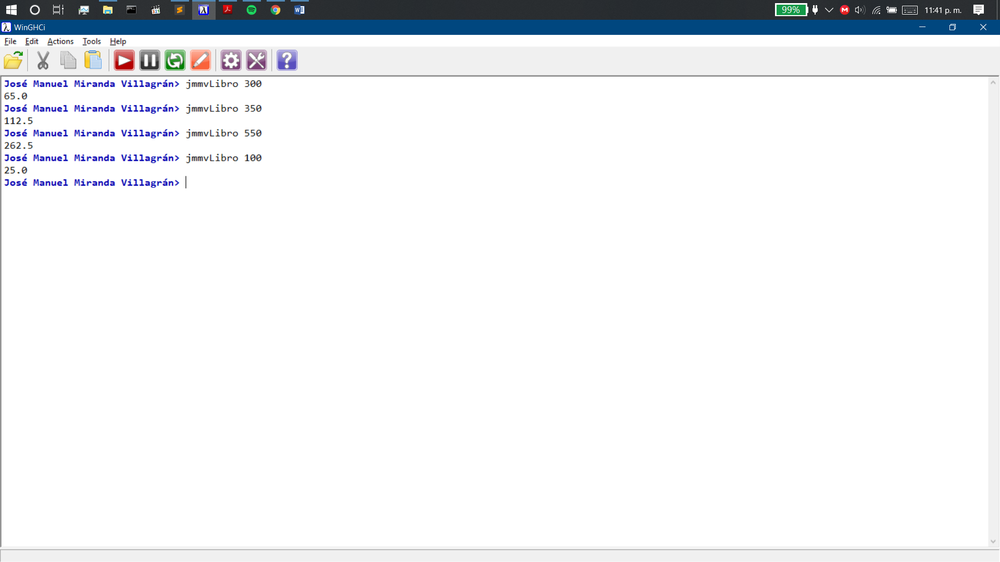 99%
11:41 p. m.
WinGHCi
File Edit Actions Tools Help
José Manuel Miranda Villagrán> jmmvLibro 300
65.0
José Manuel Miranda Villagrán> jmmvLibro 350
112.5
José Manuel Miranda Villagrán> jmmvLibro 550
262.5
José Manuel Miranda Villagrán> jmmvLibro 100
25.0
José Manuel Miranda Villagrán>